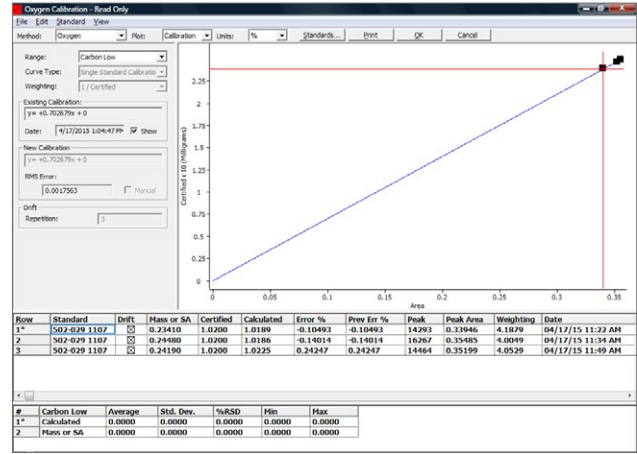 Oxygen Calibration - Read Only
File Edit Standard View
Method: Oxygen Plot: Calibration Units: % Standards... Print OK Cancel
Range: Carbon Low
Curve Type: Single Standard Calibratio
Weighting: 1 / Certified
Existing Calibration:
y= +0.702679x + 0
Date: 4/17/2015 1:04:47 PM Show
New Calibration
y= +0.702679x + 0
RMS Error:
0.0017563 Manual
Drift
Repetition: 3
Certified x 10 (Milligrams)
2.25
2
1.75
1.5
1.25
1
0.75
0.5
0.25
0
0 0.05 0.1 0.15 0.2 0.25 0.3 0.35
Area
Row Standard Drift Mass or SA Certified Calculated Error % Prev Err % Peak Peak Area Weighting Date
1* 502-029 1107 0.23410 1.0200 1.0189 -0.10493 -0.10493 14293 0.33946 4.1879 04/17/15 11:22 AM
2 502-029 1107 0.24480 1.0200 1.0186 -0.14014 -0.14014 16267 0.35485 4.0049 04/17/15 11:34 AM
3 502-029 1107 0.24190 1.0200 1.0225 0.24247 0.24247 14464 0.35199 4.0529 04/17/15 11:49 AM
# Carbon Low Average Std. Dev. %RSD Min Max
1* Calculated 0.0000 0.0000 0.0000 0.0000 0.0000
2 Mass or SA 0.0000 0.0000 0.0000 0.0000 0.0000